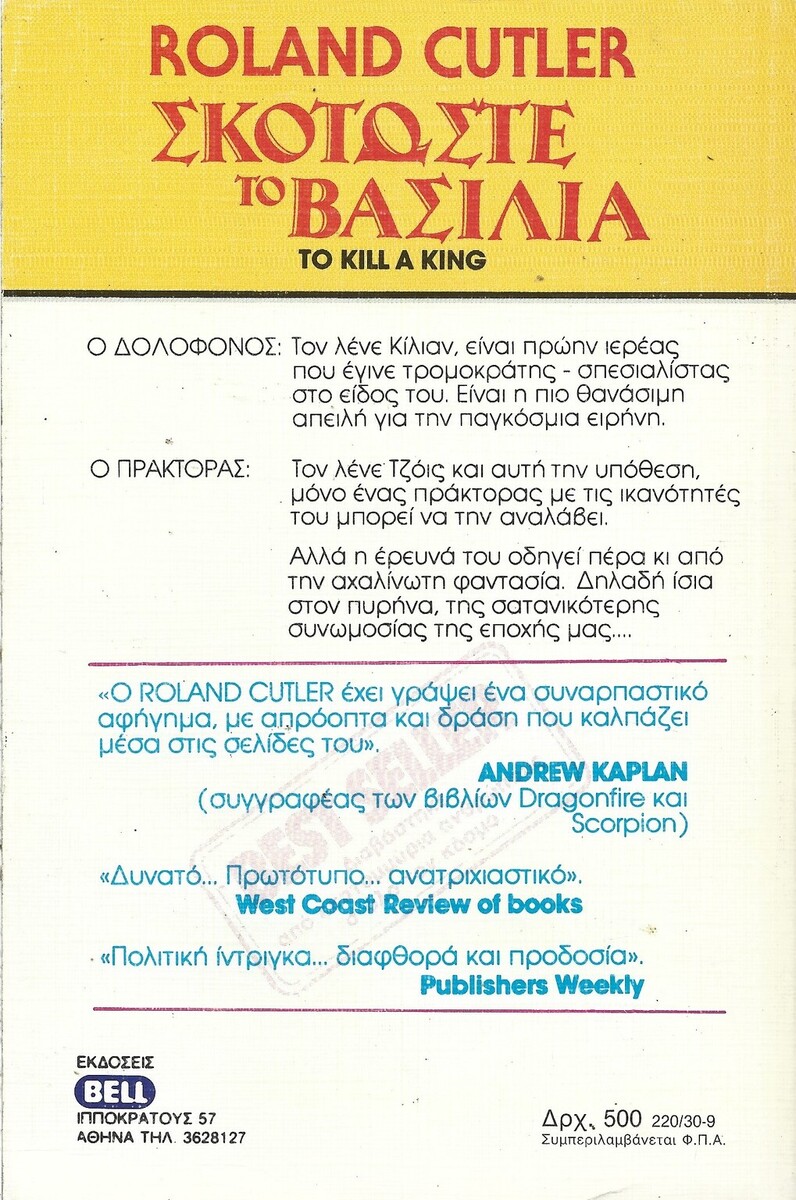 ROLAND CUTLER
ΣΚΟΤΩΣΤΕ
ΤΟ ΒΑΣΙΛΙΑ
TO KILL A KING
Ο ΔΟΛΟΦΟΝΟΣ: Τον λένε Κίλιαν, είναι πρώην ιερέας
που έγινε τρομοκράτης - σπεσιαλίστας
στο είδος του. Είναι η πιο θανάσιμη
απειλή για την παγκόσμια ειρήνη.
Ο ΠΡΑΚΤΟΡΑΣ: Τον λένε Τζόις και αυτή την υπόθεση,
μόνο ένας πράκτορας με τις ικανότητές
του μπορεί να την αναλάβει.
Αλλά η έρευνά του οδηγεί πέρα κι από
την αχαλίνωτη φαντασία. Δηλαδή ίσια
στον πυρήνα, της σατανικότερης
συνωμοσίας της εποχής μας....
«Ο ROLAND CUTLER έχει γράψει ένα συναρπαστικό
αφήγημα, με απρόοπτα και δράση που καλπάζει
μέσα στις σελίδες του».
ANDREW KAPLAN
(συγγραφέας των βιβλίων Dragonfire και
Scorpion)
«Δυνατό... Πρωτότυπο... ανατριχιαστικό».
West Coast Review of books
«Πολιτική ίντριγκα... διαφθορά και προδοσία».
Publishers Weekly
BEST SELLER
ΕΚΔΟΣΕΙΣ
BELL
ΙΠΠΟΚΡΑΤΟΥΣ 57
ΑΘΗΝΑ ΤΗΛ. 3628127
Δρχ. 500 220/30-9
Συμπεριλαμβάνεται Φ.Π.Α.